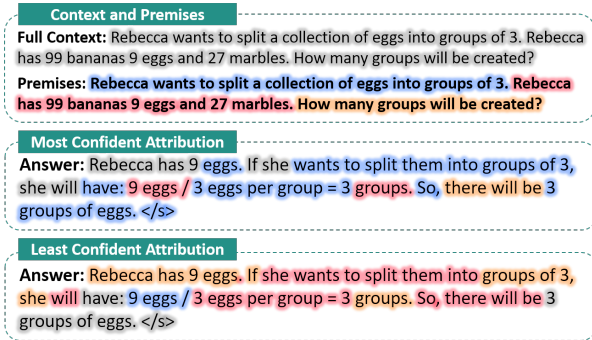 Context and Premises
Full Context: Rebecca wants to split a collection of eggs into groups of 3. Rebecca
has 99 bananas 9 eggs and 27 marbles. How many groups will be created?
Premises: Rebecca wants to split a collection of eggs into groups of 3. Rebecca
has 99 bananas 9 eggs and 27 marbles. How many groups will be created?
Most Confident Attribution
Answer: Rebecca has 9 eggs. If she wants to split them into groups of 3,
she will have: 9 eggs / 3 eggs per group = 3 groups. So, there will be 3
groups of eggs. </s>
Least Confident Attribution
Answer: Rebecca has 9 eggs. If she wants to split them into groups of 3,
she will have: 9 eggs / 3 eggs per group = 3 groups. So, there will be 3
groups of eggs. </s>